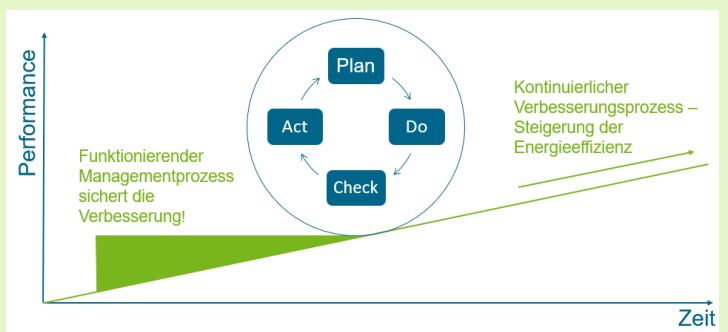 Performance
Plan
Act
Do
Check
Kontinuierlicher
Verbesserungsprozess –
Steigerung der
Energieeffizienz
Funktionierender
Managementprozess
sichert die
Verbesserung!
Zeit